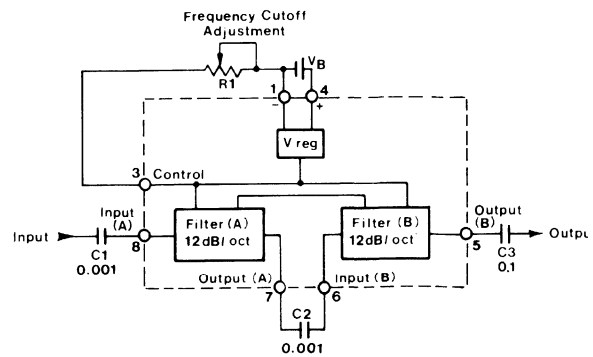 Frequency Cutoff
Adjustment
R1
VB
1
4
-
+
V reg
3
Control
Input
(A)
Filter (A)
12dB/oct
Filter (B)
12dB/oct
Output
(B)
Input
8
5
Outpu
C1
0.001
C3
0.1
Output (A)
Input (B)
7
6
C2
0.001